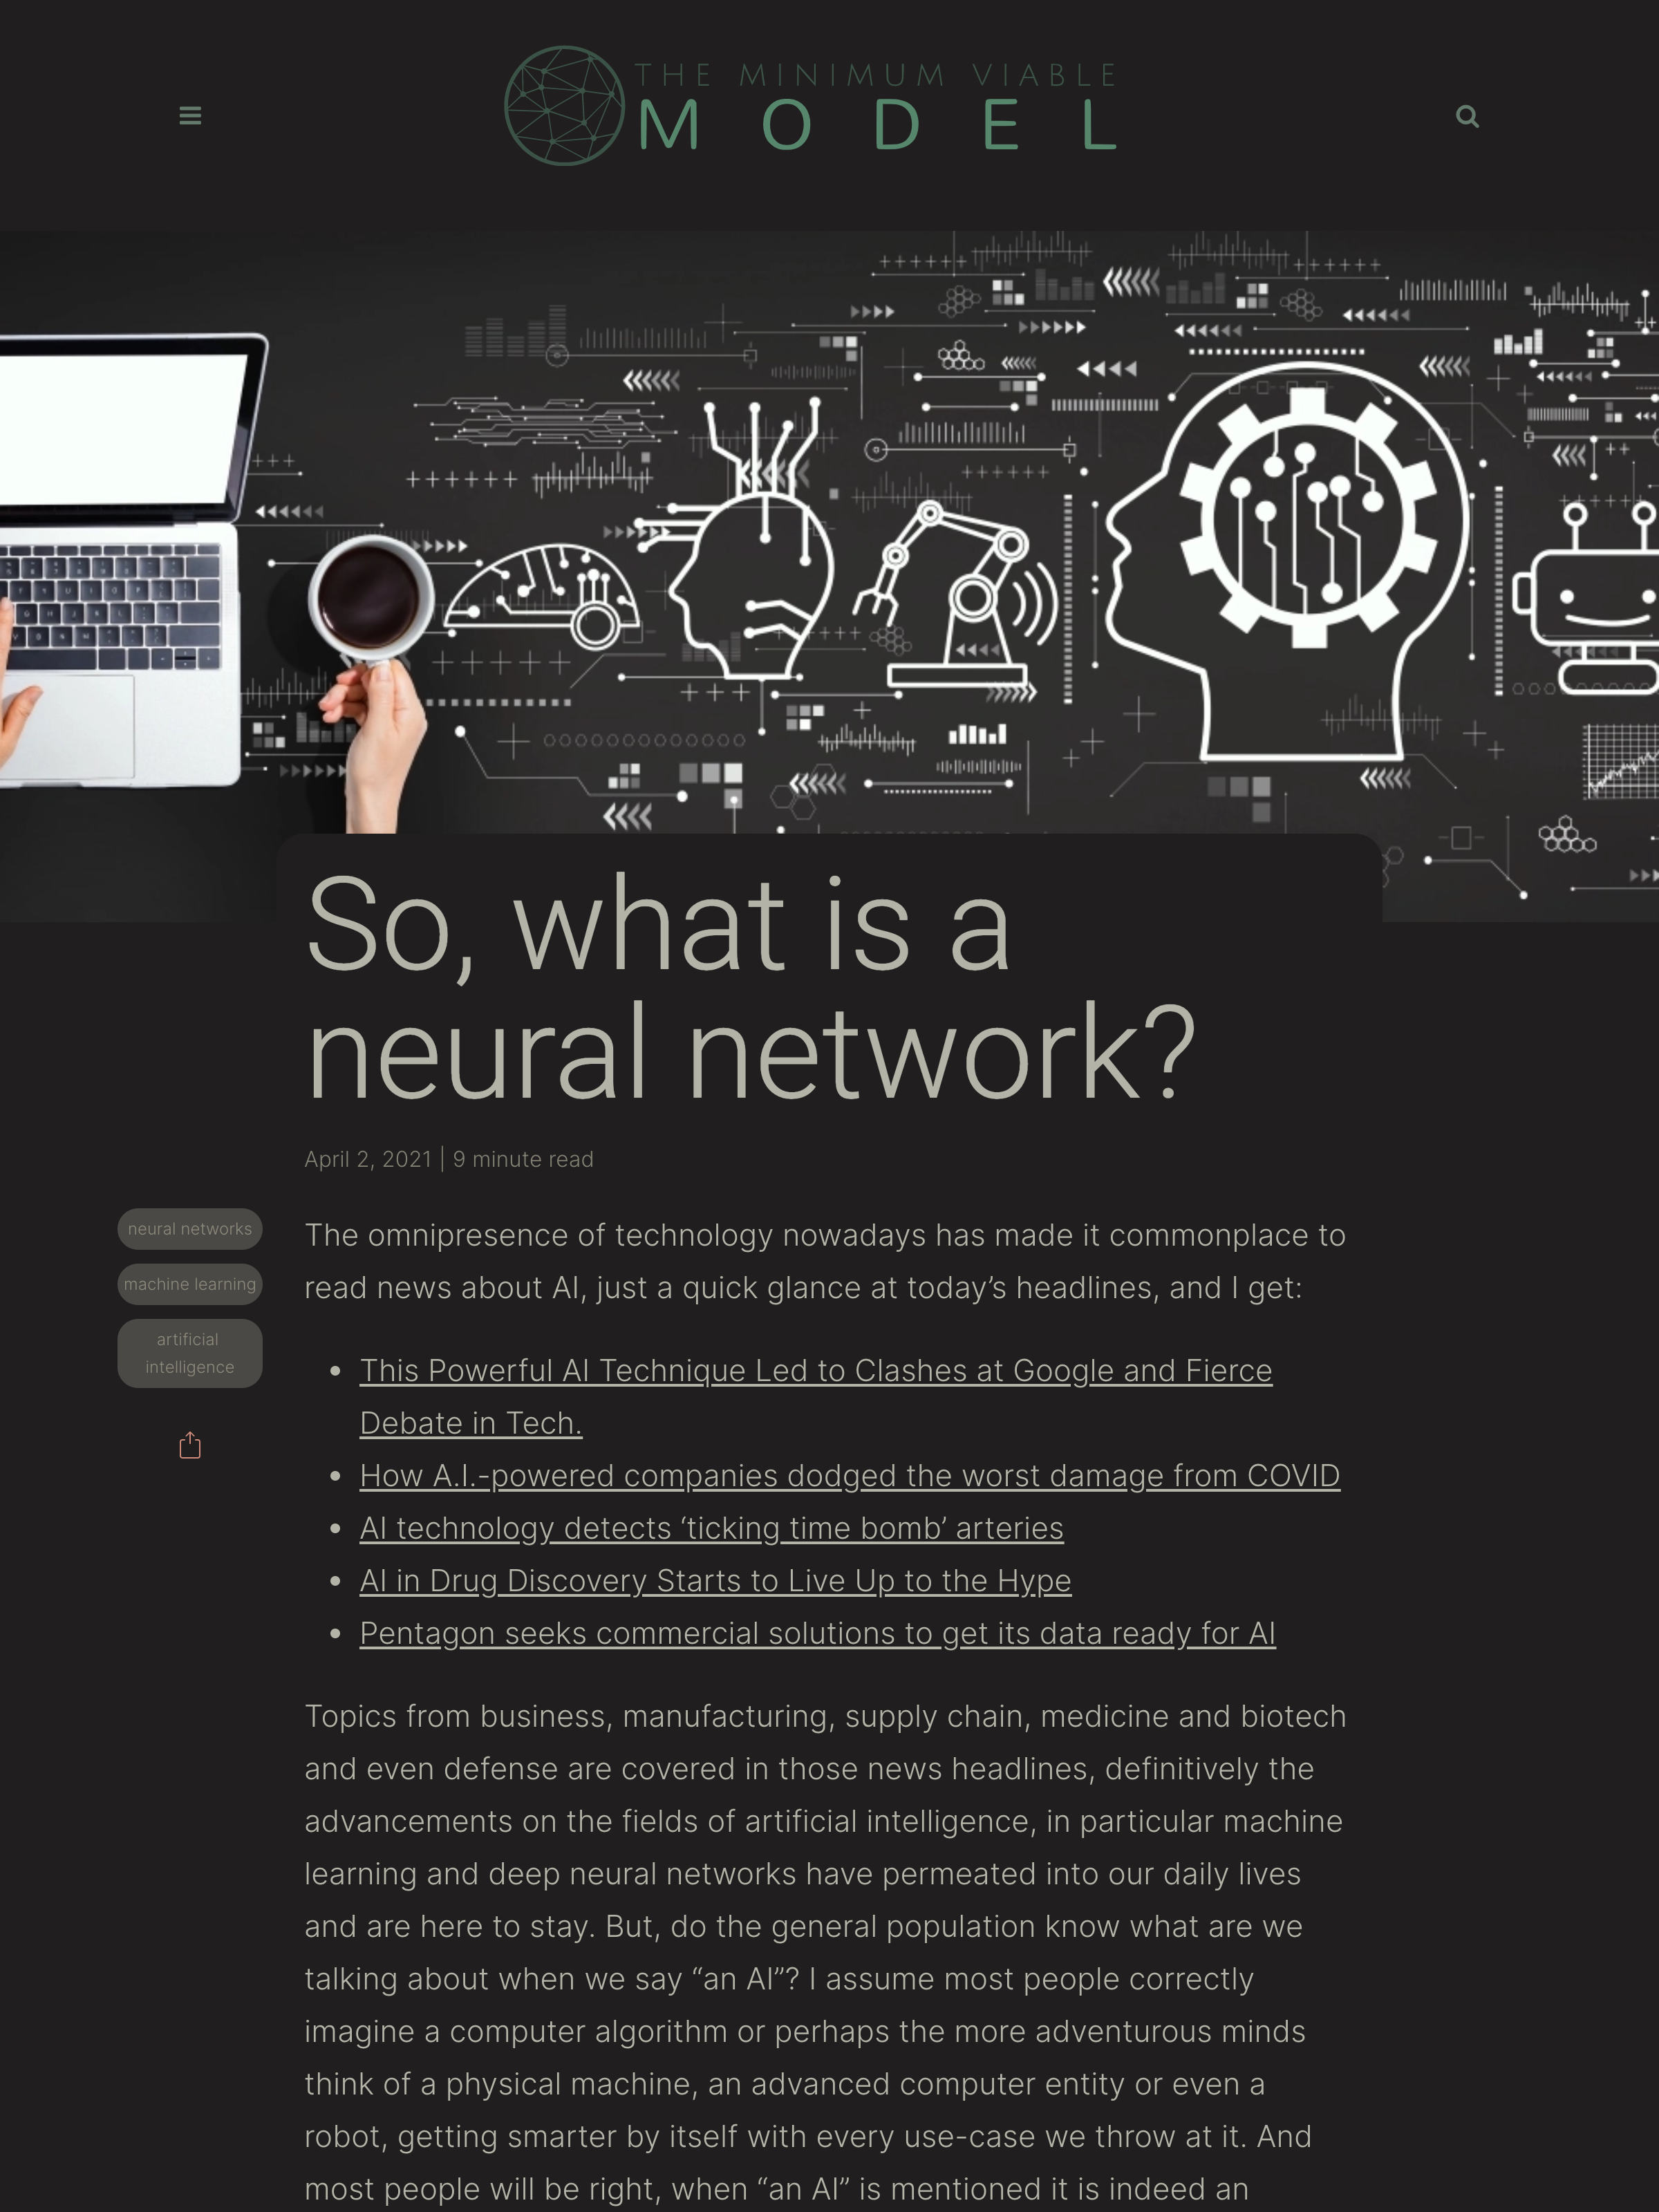 THE MINIMUM VIABLE
MODEL
So, what is a
neural network?
April 2, 2021 | 9 minute read
neural networks
machine learning
artificial
intelligence
The omnipresence of technology nowadays has made it commonplace to
read news about AI, just a quick glance at today’s headlines, and I get:
• This Powerful AI Technique Led to Clashes at Google and Fierce
Debate in Tech.
• How A.I.-powered companies dodged the worst damage from COVID
• AI technology detects ‘ticking time bomb’ arteries
• AI in Drug Discovery Starts to Live Up to the Hype
• Pentagon seeks commercial solutions to get its data ready for AI
Topics from business, manufacturing, supply chain, medicine and biotech
and even defense are covered in those news headlines, definitively the
advancements on the fields of artificial intelligence, in particular machine
learning and deep neural networks have permeated into our daily lives
and are here to stay. But, do the general population know what are we
talking about when we say “an AI”? I assume most people correctly
imagine a computer algorithm or perhaps the more adventurous minds
think of a physical machine, an advanced computer entity or even a
robot, getting smarter by itself with every use-case we throw at it. And
most people will be right, when “an AI” is mentioned it is indeed an